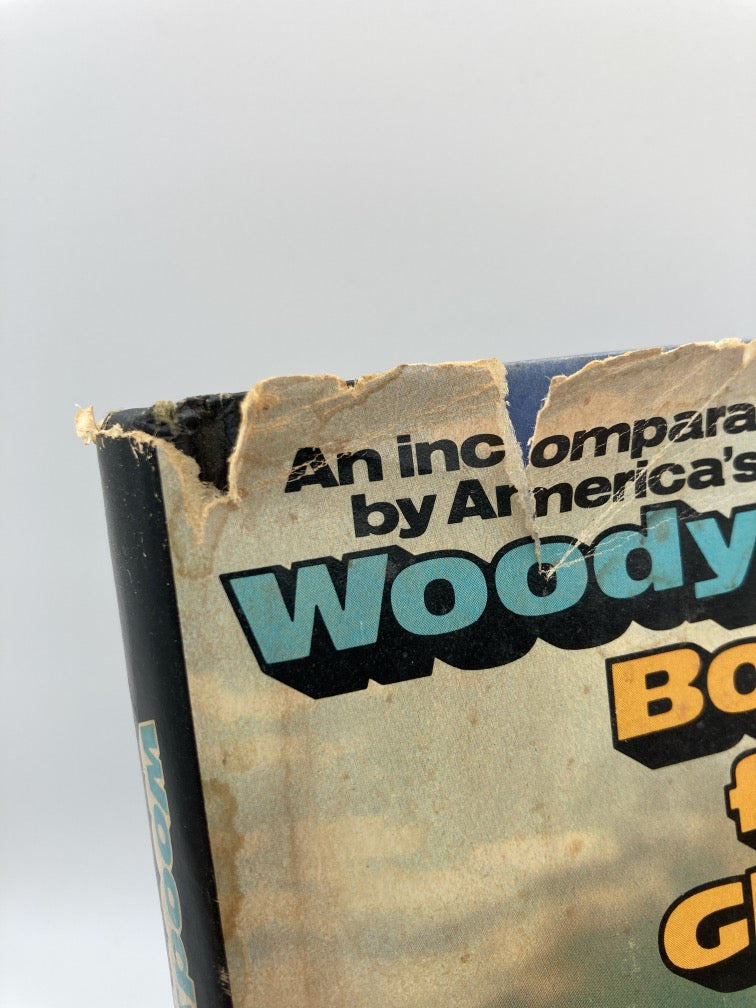 An incompara
by America's
Woody
Bo
f
G
Wood